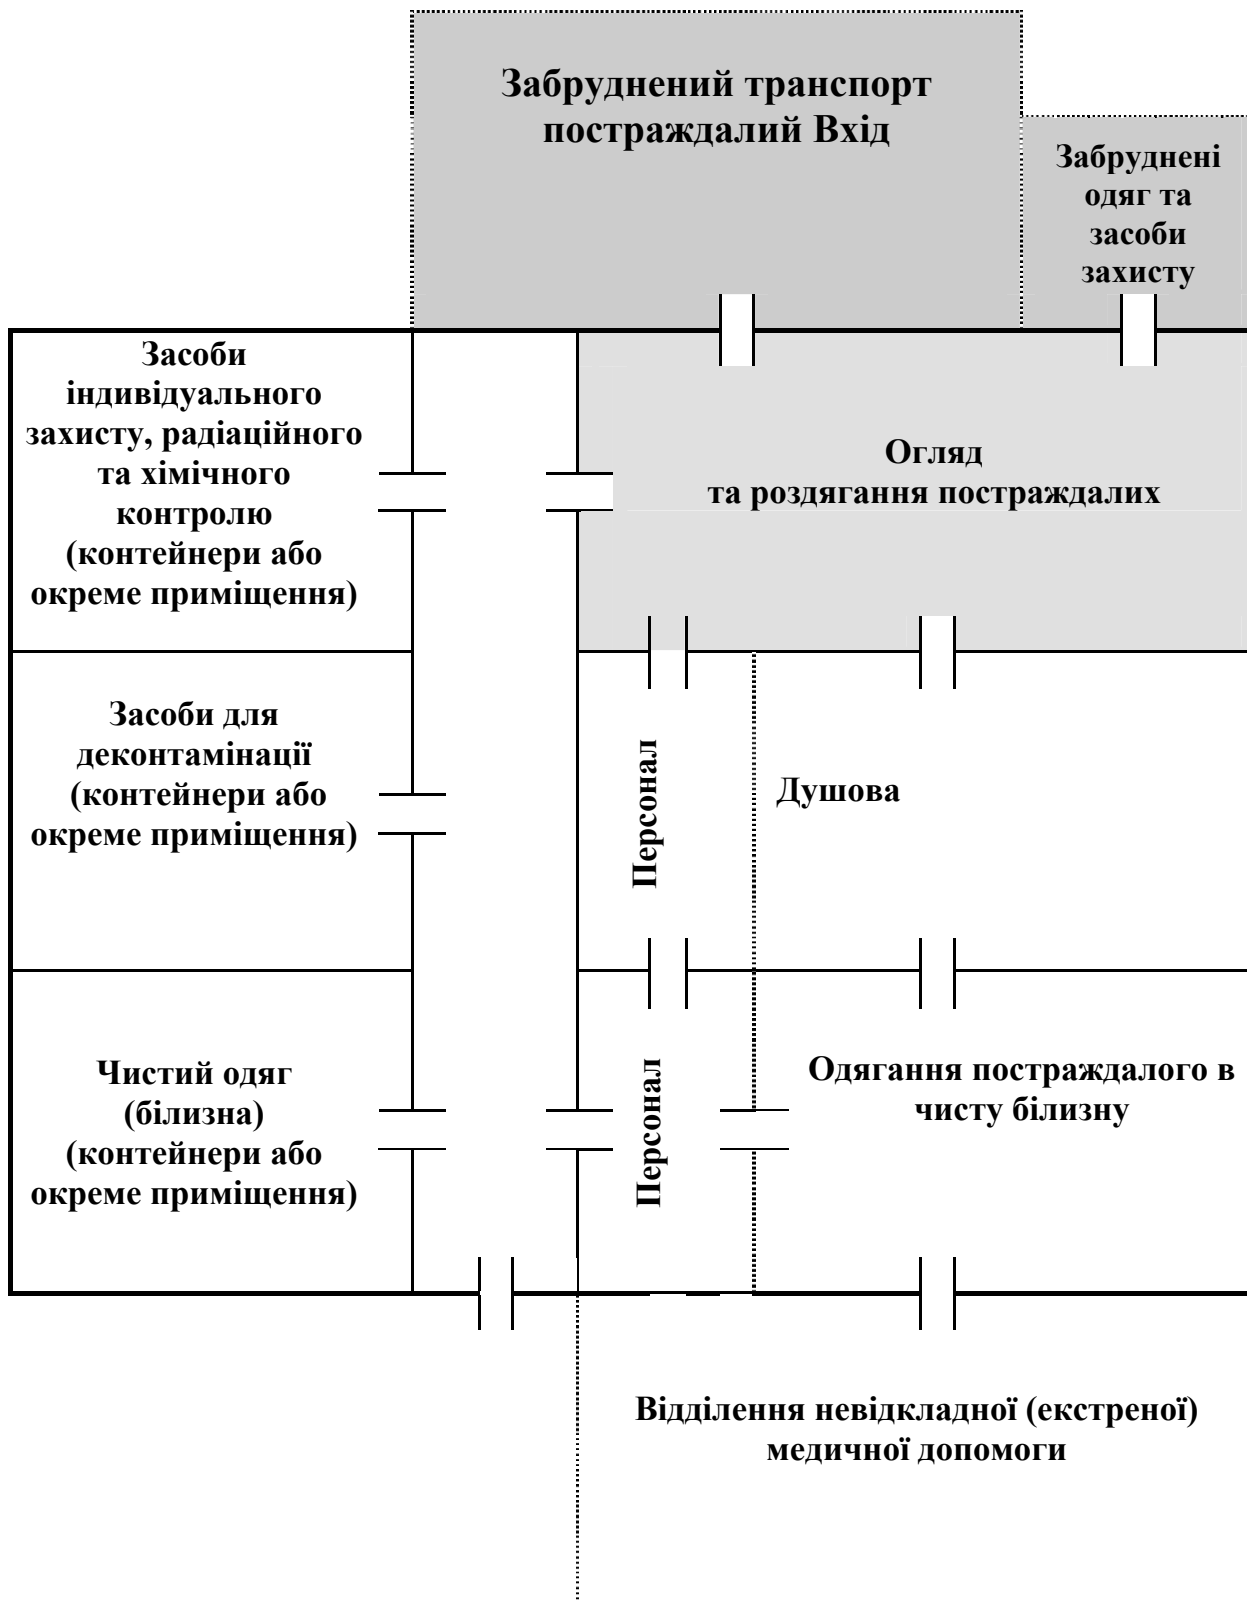 Забруднений транспорт
постраждалий Вхід
Забруднені
одяг та
засоби
захисту
Засоби
індивідуального
захисту, радіаційного
та хімічного
контролю
(контейнери або
окреме приміщення)
Огляд
та роздягання постраждалих
Засоби для
деконтамінації
(контейнери або
окреме приміщення)
Персонал
Душова
Чистий одяг
(білизна)
(контейнери або
окреме приміщення)
Персонал
Одягання постраждалого в
чисту білизну
Відділення невідкладної (екстреної)
медичної допомоги